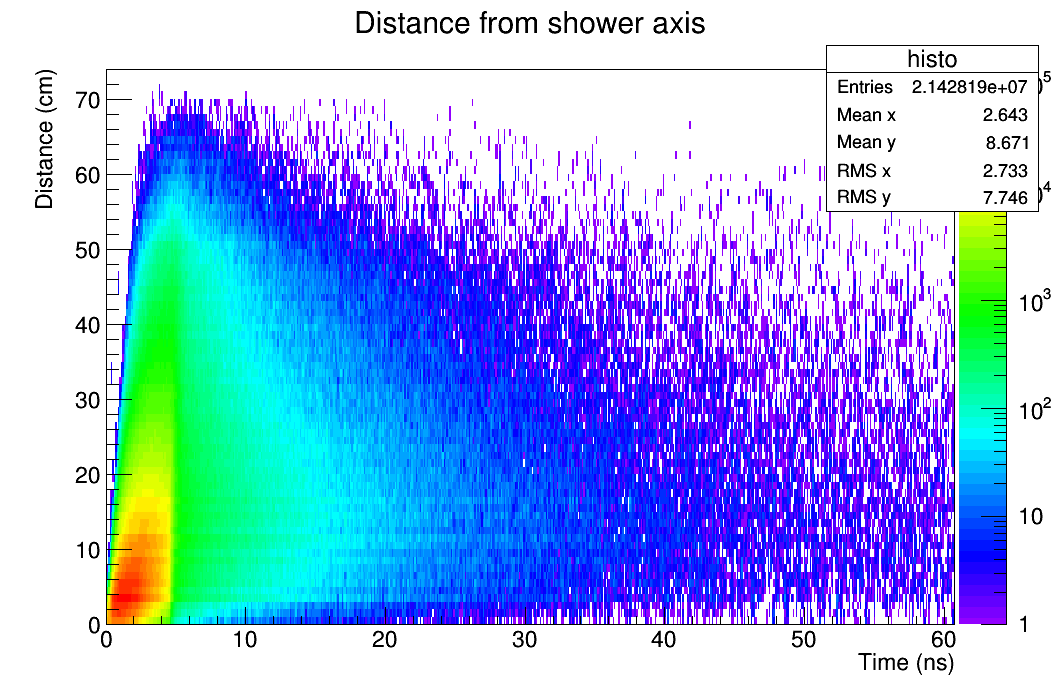 Distance from shower axis
histo
Entries 2.142819e+07
Mean x 2.643
Mean y 8.671
RMS x 2.733
RMS y 7.746
Distance (cm)
70
60
50
40
30
20
10
0
0 10 20 30 40 50 60
Time (ns)
5
4
10³
10²
10
1